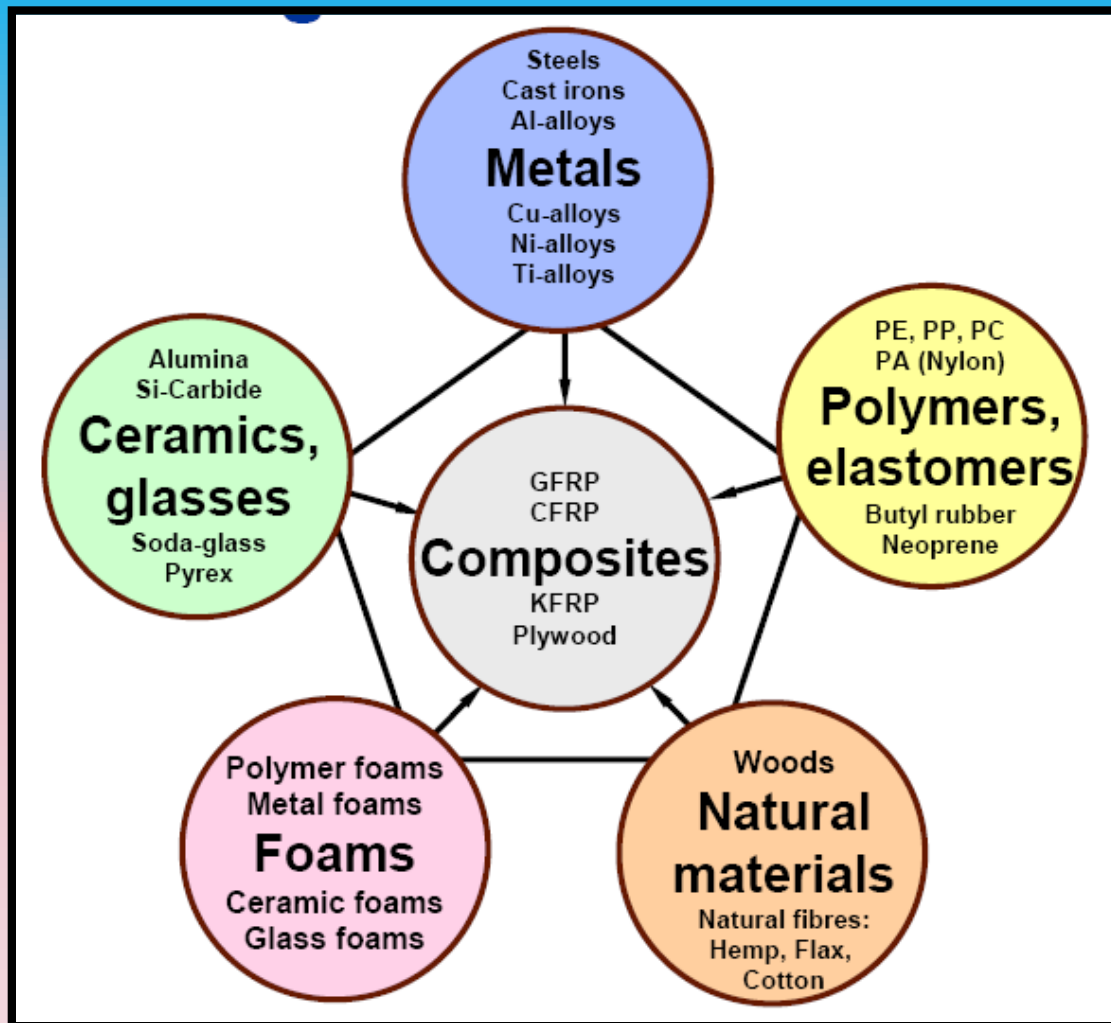 Steels
Cast irons
Al-alloys
Metals
Cu-alloys
Ni-alloys
Ti-alloys
Alumina
Si-Carbide
Ceramics,
glasses
Soda-glass
Pyrex
PE, PP, PC
PA (Nylon)
Polymers,
elastomers
Butyl rubber
Neoprene
GFRP
CFRP
Composites
KFRP
Plywood
Polymer foams
Metal foams
Foams
Ceramic foams
Glass foams
Woods
Natural
materials
Natural fibres:
Hemp, Flax,
Cotton